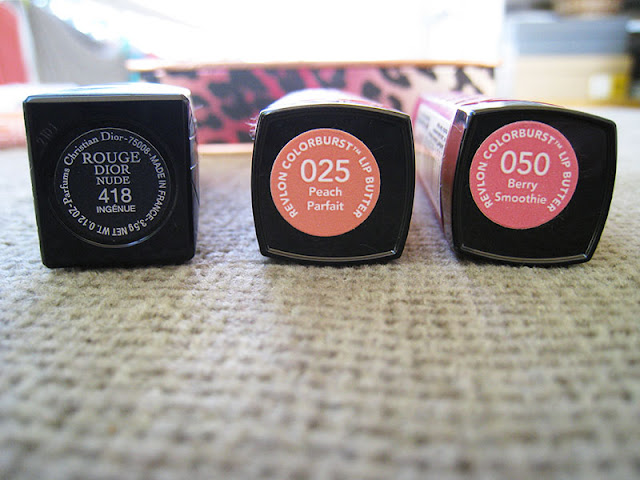 Parfums Christian Dior-75008-MADE IN FRANCE-3,5g NET WT. 0.12 OZ-
ROUGE
DIOR
NUDE
418
INGÉNUE
REVLON COLORBURST™ LIP BUTTER
025
Peach
Parfait
REVLON COLORBURST™ LIP BUTTER
050
Berry
Smoothie